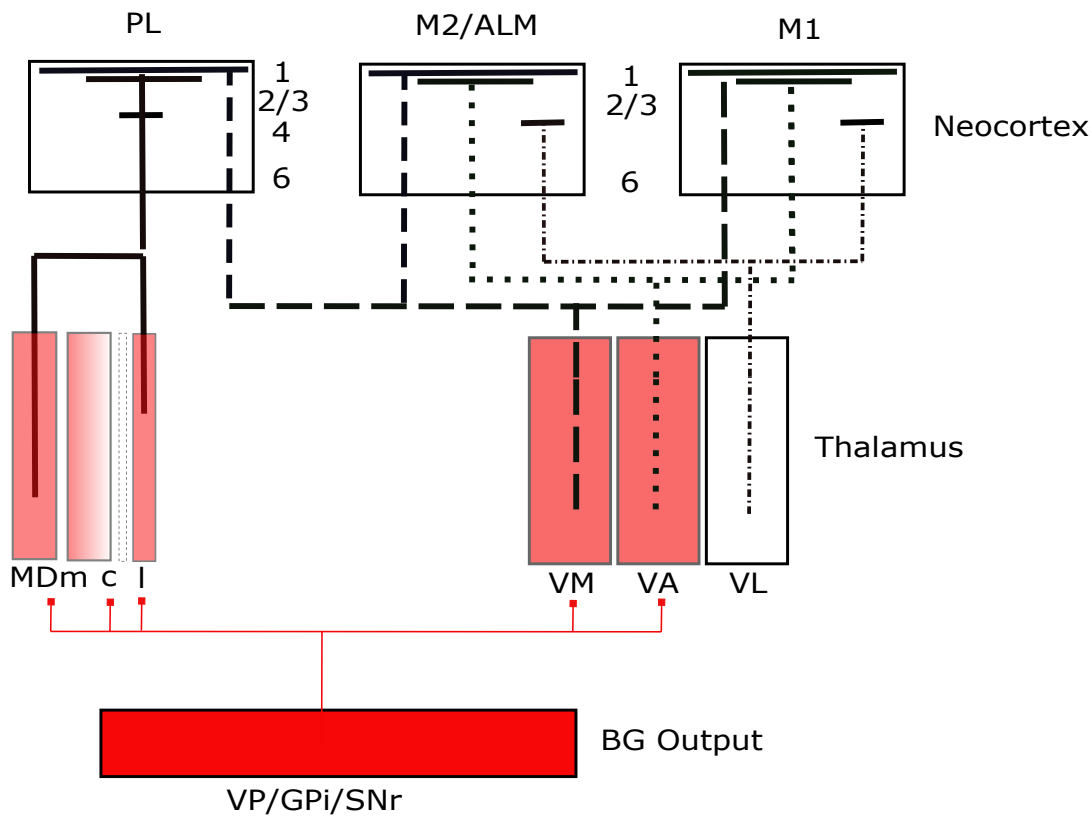 PL M2/ALM M1
1 1
2/3 2/3
4 Neocortex
6 6
Thalamus
MDm c l VM VA VL
BG Output
VP/GPi/SNr